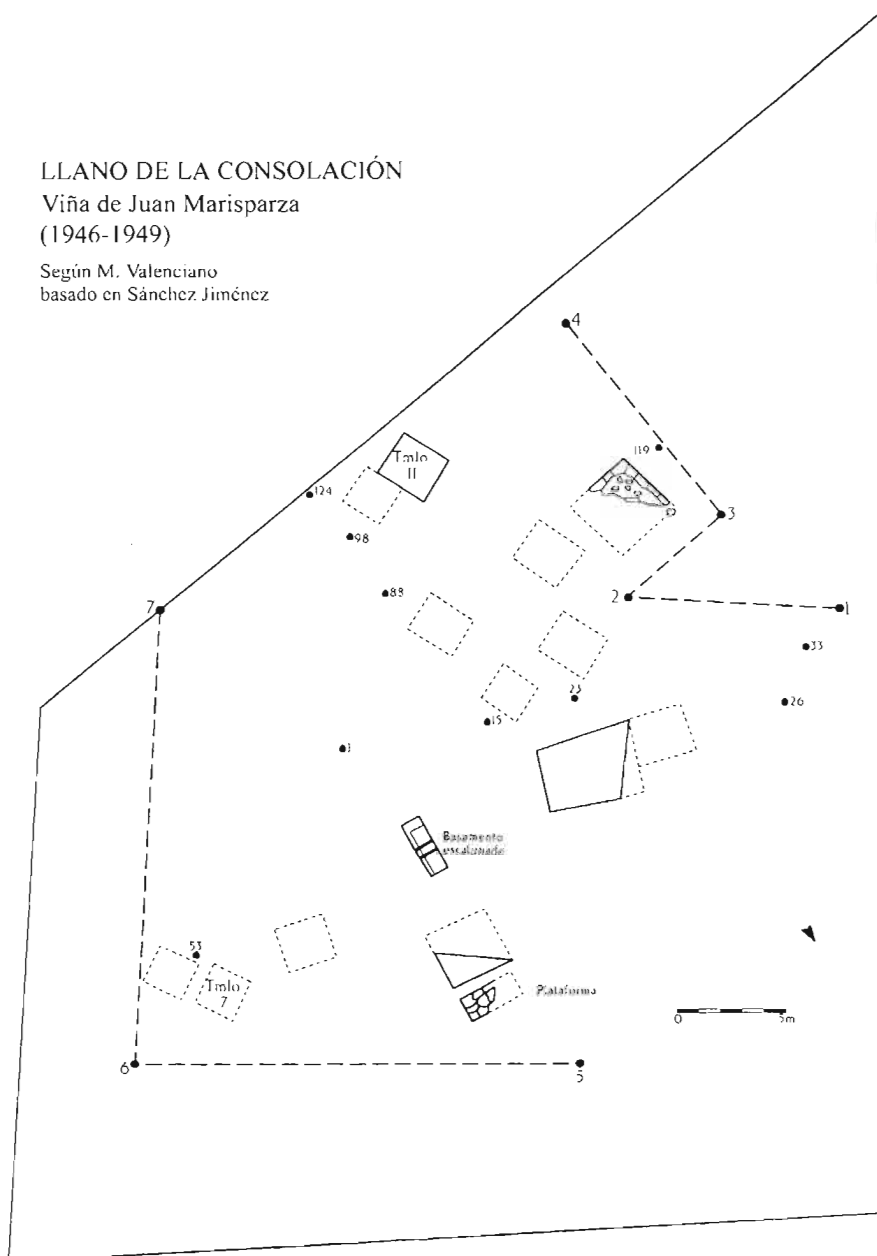 LLANO DE LA CONSOLACIÓN
Viña de Juan Marisparza
(1946-1949)
Según M. Valenciano
basado en Sánchez Jiménez
4
119
Tmlo
11
124
3
98
88
2
7
1
33
23
26
15
1
Basamento
escalonado
53
Tmlo
7
Plataforma
0
5m
6
5